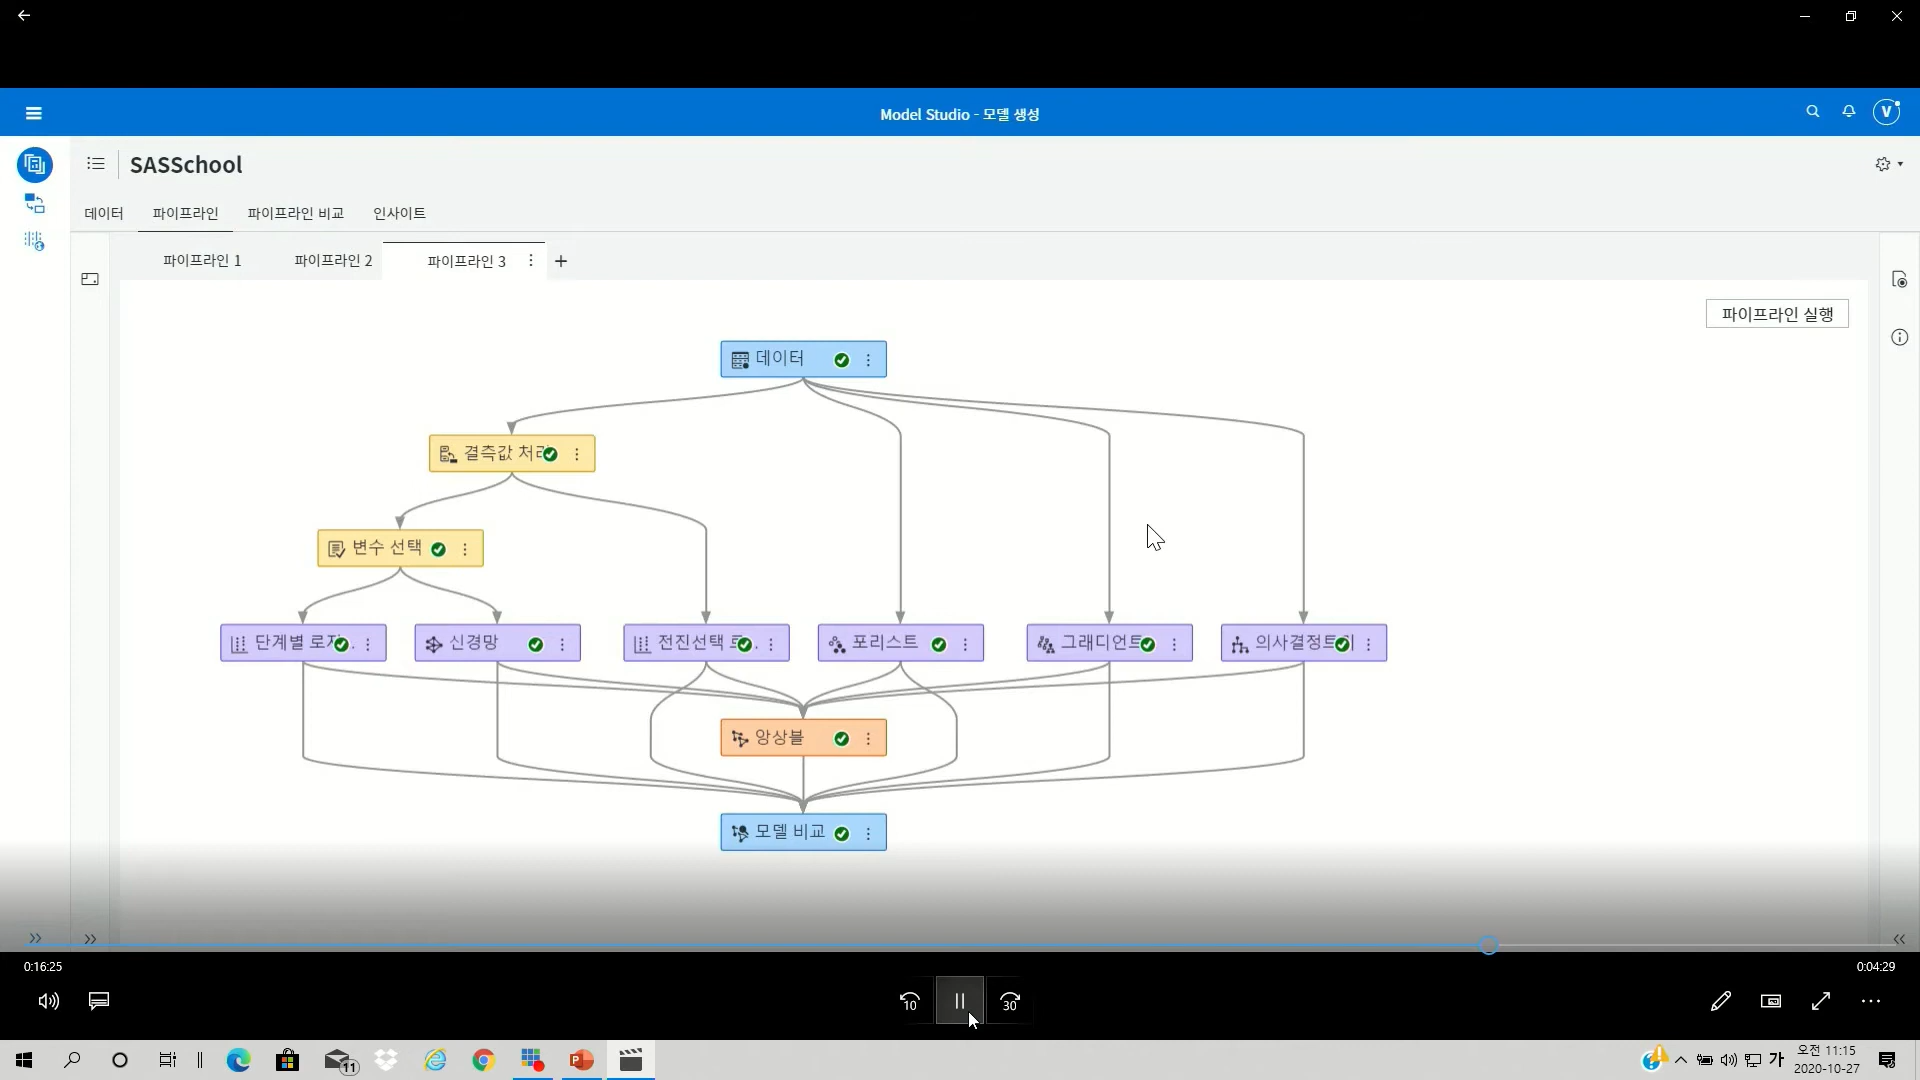 Model Studio - 모델 생성
V
SASSchool
데이터 파이프라인 파이프라인 비교 인사이트
파이프라인 1 파이프라인 2 파이프라인 3
파이프라인 실행
데이터
결측값 처리
변수 선택
단계별 로지.
신경망
전진선택
포리스트
그래디언트
의사결정트리
앙상블
모델 비교
0:16:25
0:04:29
10
30
11
가
오전 11:15
2020-10-27